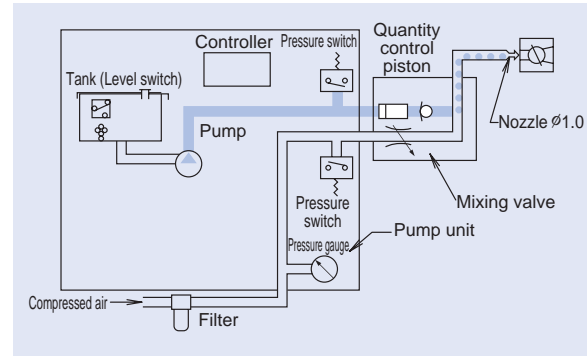 Controller
Pressure switch
Quantity
control
piston
Tank (Level switch)
Pump
Nozzle ø1.0
Mixing valve
Pressure
switch
Pump unit
Pressure gauge
Compressed air
Filter